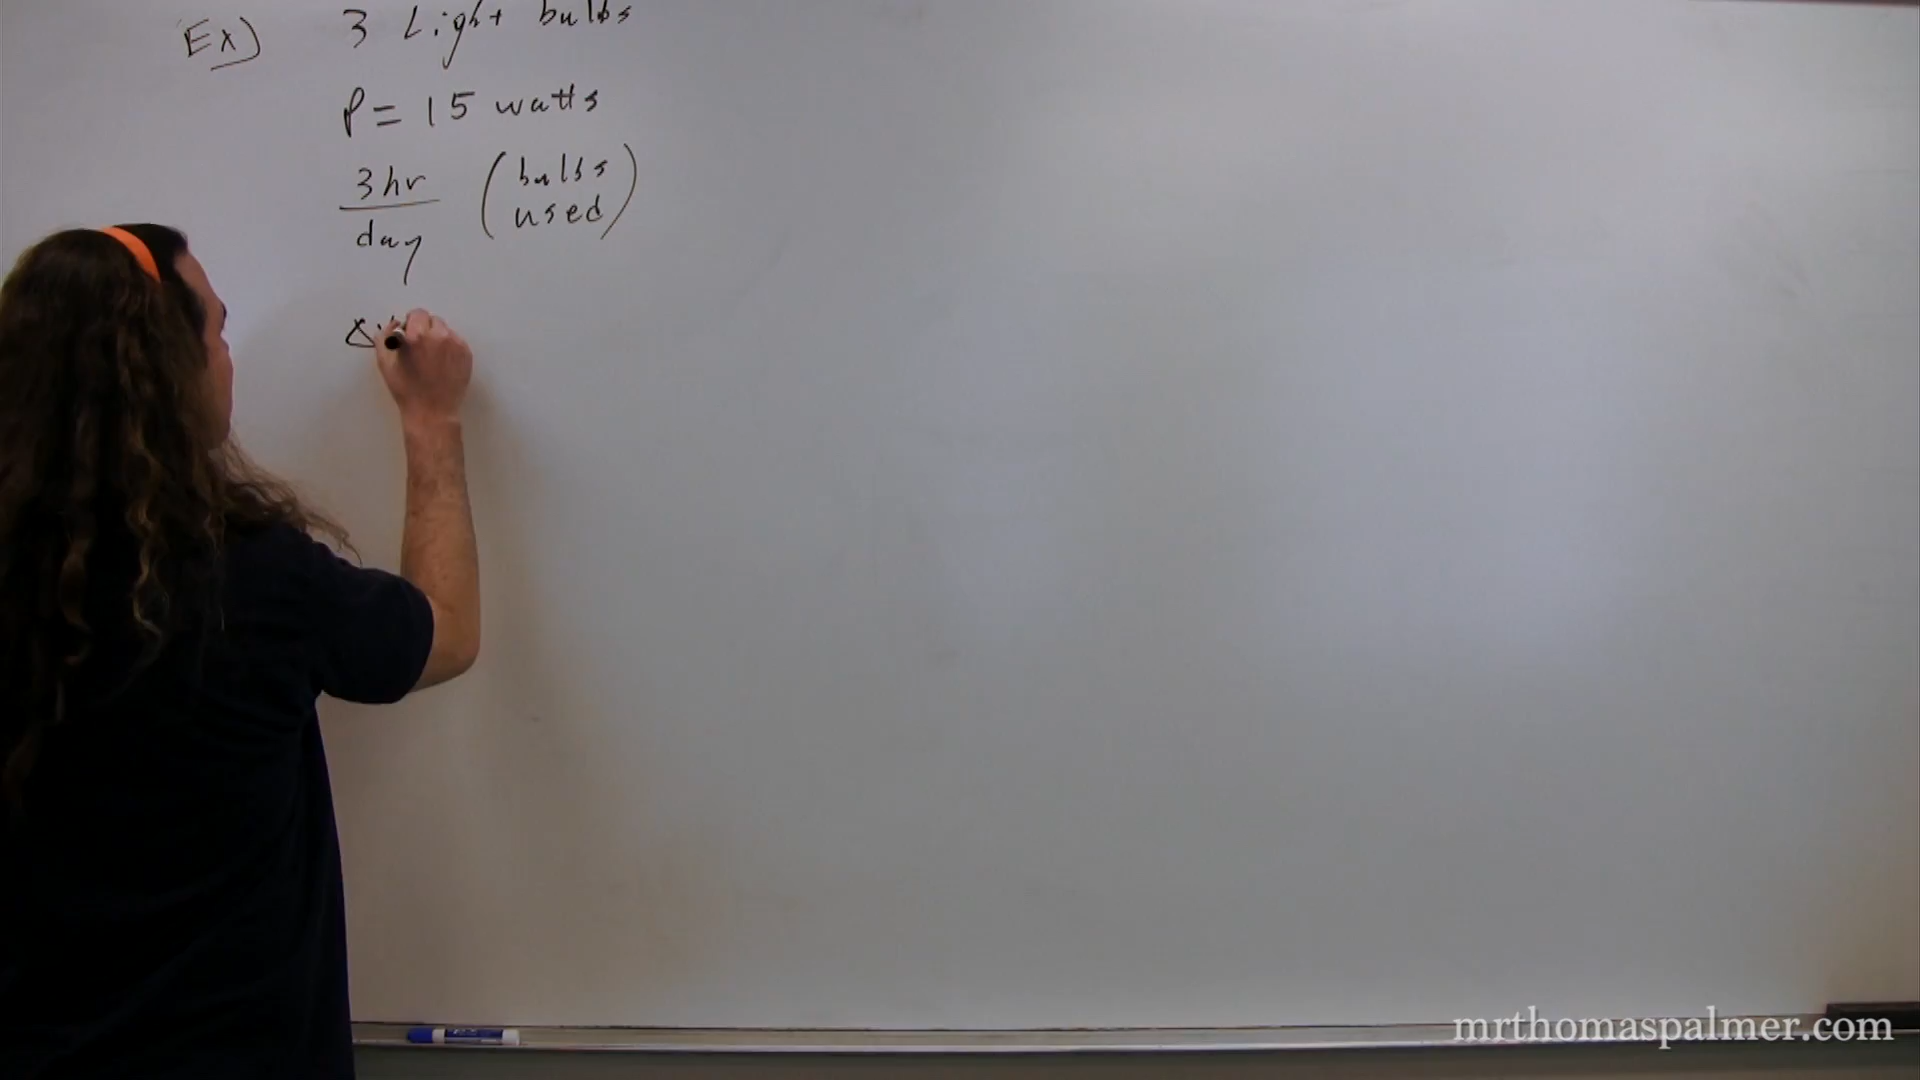 Ex) 3 Light bulbs
P = 15 watts
3 hr / day (bulbs used)
mrthomaspalmer.com